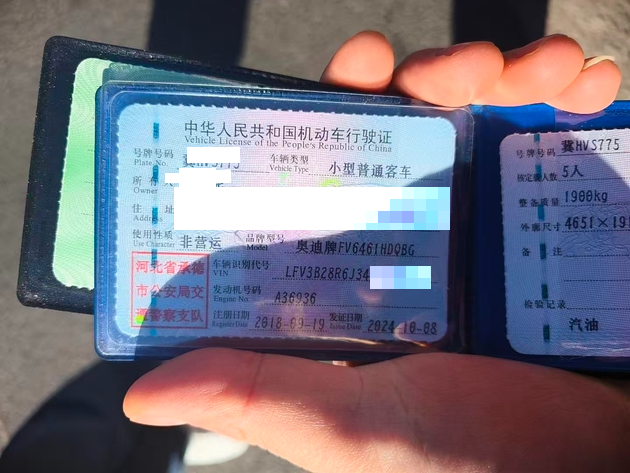 中华人民共和国机动车行驶证
Vehicle License of the People's Republic of China
号牌号码
Plate No.
车辆类型
Vehicle Type
小型普通客车
所
Owner
住 址
Address
使用性质
Use Character
非营运
品牌型号
Model
奥迪牌FV6461HDQBG
河北省承德
市公安局交
通警察支队
车辆识别代号
VIN
LFV3B28R6J34
发动机号码
Engine No.
A36936
注册日期
Register Date
2018-09-19
发证日期
Issue Date
2024-10-08
号牌号码
冀HVS775
核定载人数
5人
整备质量
1900kg
外廓尺寸
4651×191
备 注
检验记录
汽油